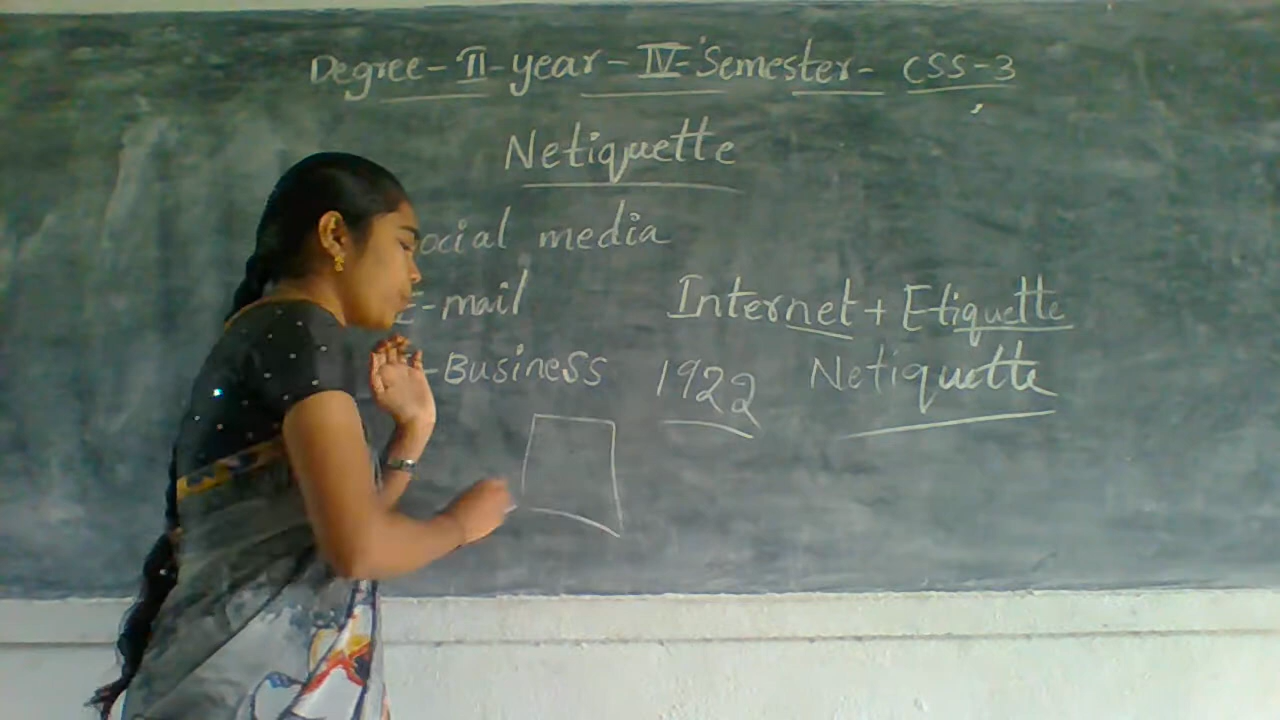 Degree - II - year - IV - Semester - CSS-3
Netiquette
ocial media
E-mail
Internet + Etiquette
-Business
1922
Netiquette